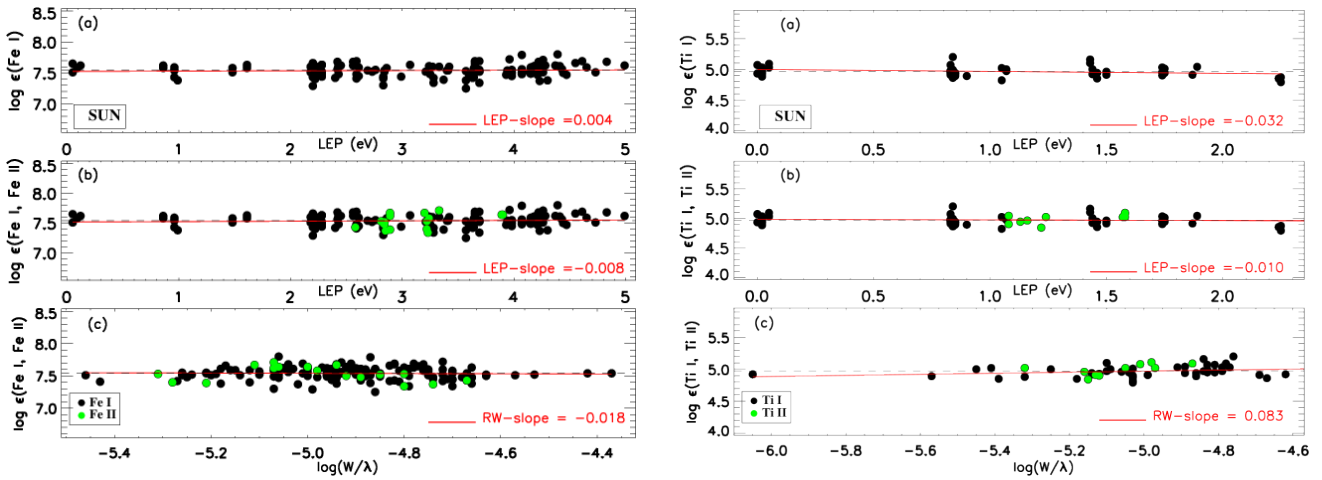 (a)
log ε(Fe I)
8.5
8.0
7.5
7.0
SUN
LEP-slope =0.004
0 1 2 3 4 5
LEP (eV)
(b)
log ε(Fe I, Fe II)
8.5
8.0
7.5
7.0
LEP-slope =-0.008
0 1 2 3 4 5
LEP (eV)
(c)
log ε(Fe I, Fe II)
8.5
8.0
7.5
7.0
Fe I
Fe II
RW-slope = -0.018
-5.4 -5.2 -5.0 -4.8 -4.6 -4.4
log(W/λ)
(a)
log ε(Ti I)
5.5
5.0
4.5
4.0
SUN
LEP-slope =-0.032
0.0 0.5 1.0 1.5 2.0
LEP (eV)
(b)
log ε(Ti I, Ti II)
5.5
5.0
4.5
4.0
LEP-slope =-0.010
0.0 0.5 1.0 1.5 2.0
LEP (eV)
(c)
log ε(Ti I, Ti II)
5.5
5.0
4.5
4.0
Ti I
Ti II
RW-slope = 0.083
-6.0 -5.8 -5.6 -5.4 -5.2 -5.0 -4.8 -4.6
log(W/λ)